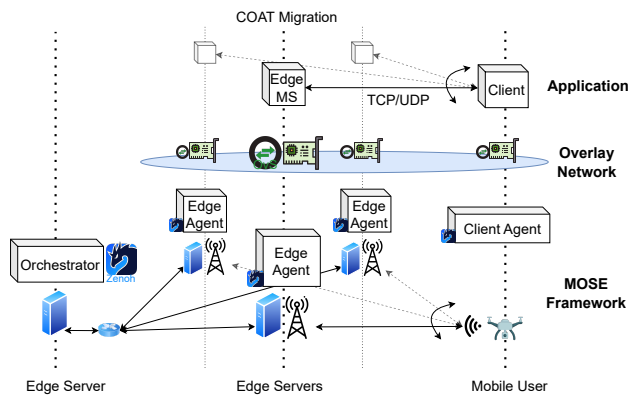 COAT Migration
Edge
MS
TCP/UDP
Client
Application
OVS
Overlay
Network
Edge
Agent
Edge
Agent
Edge
Agent
Client Agent
Orchestrator
Zenoh
MOSE
Framework
Edge Server
Edge Servers
Mobile User